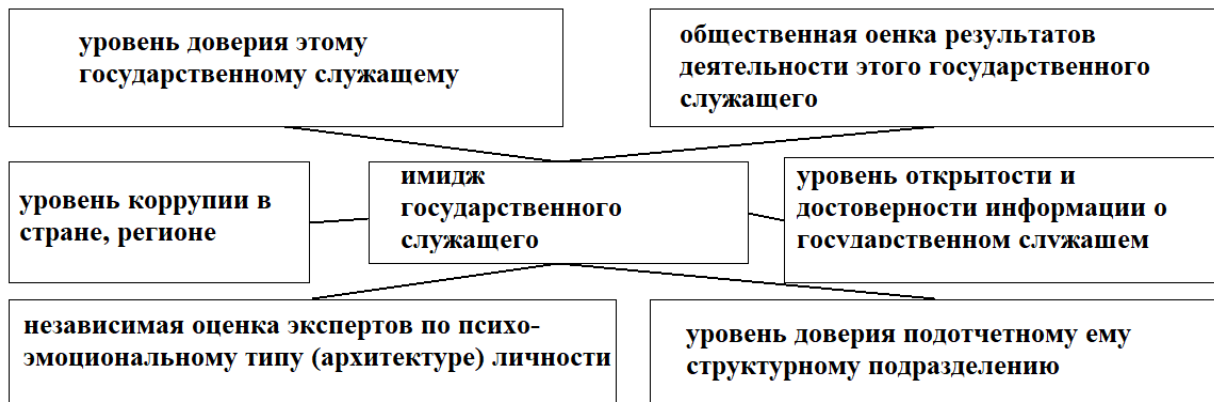 уровень доверия этому
государственному служащему
общественная оенка результатов
деятельности этого государственного
служащего
уровень коррупии в
стране, регионе
имидж
государственного
служащего
уровень открытости и
достоверности информации о
государственном служащем
независимая оценка экспертов по психо-
эмоциональному типу (архитектуре) личности
уровень доверия подотчетному ему
структурному подразделению